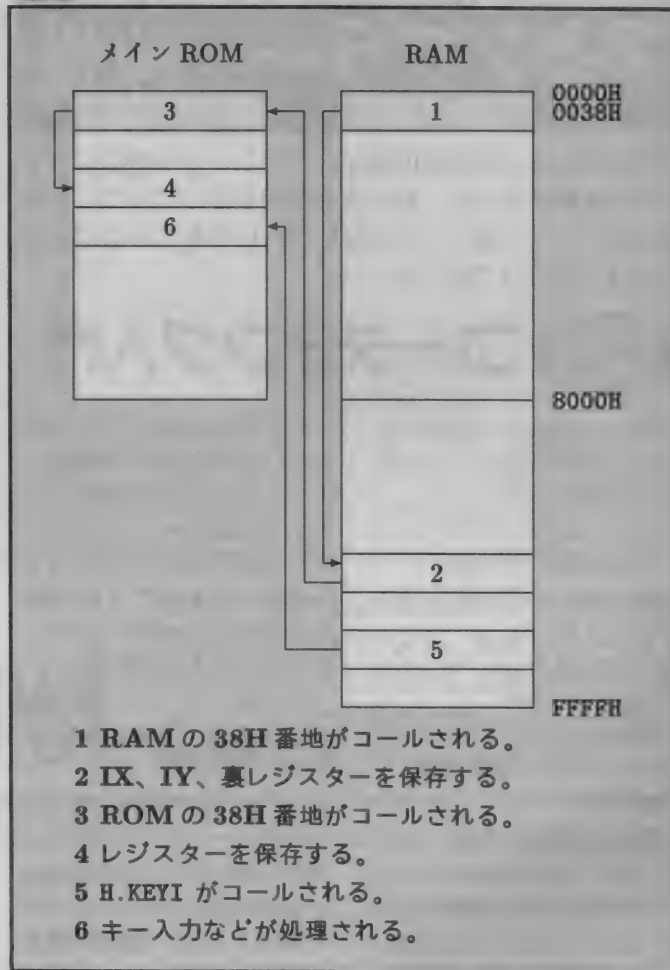 メイン ROM RAM
0000H
3 1 0038H
4
6
8000H
2
5
FFFFH
1 RAM の 38H 番地がコールされる。
2 IX、IY、裏レジスターを保存する。
3 ROM の 38H 番地がコールされる。
4 レジスターを保存する。
5 H.KEYI がコールされる。
6 キー入力などが処理される。